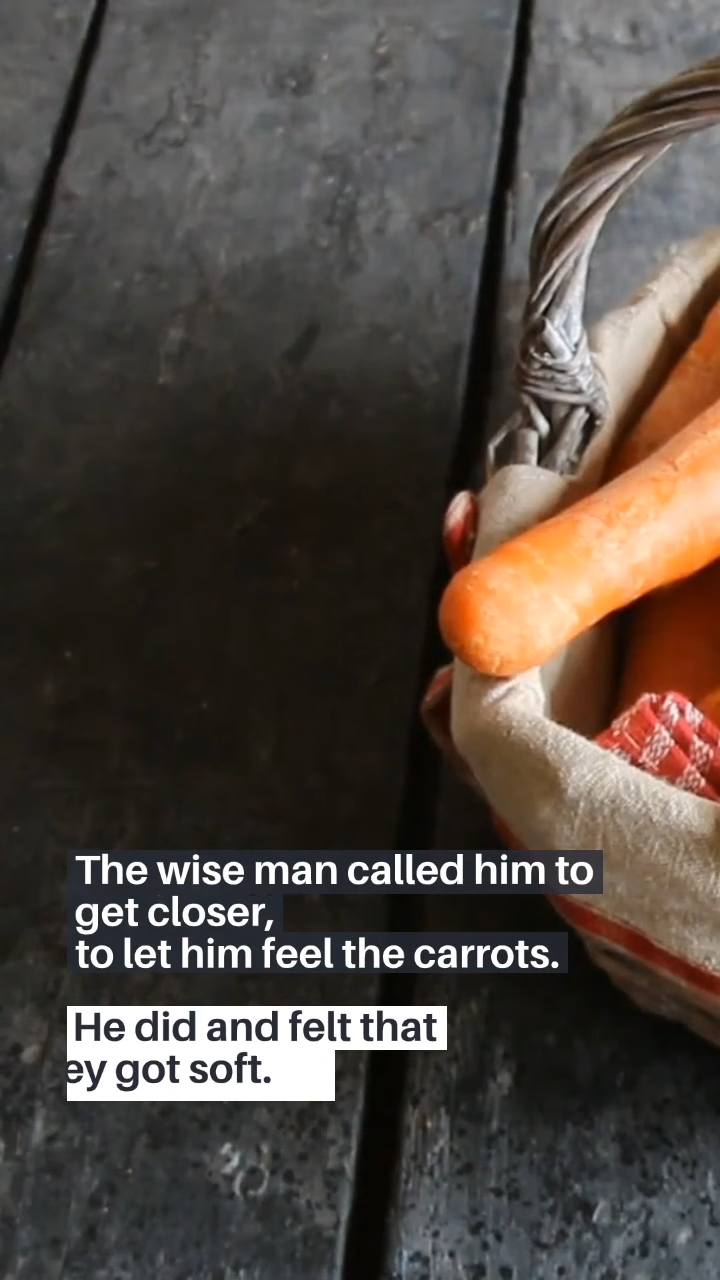 The wise man called him to
get closer,
to let him feel the carrots.
He did and felt that
ey got soft.